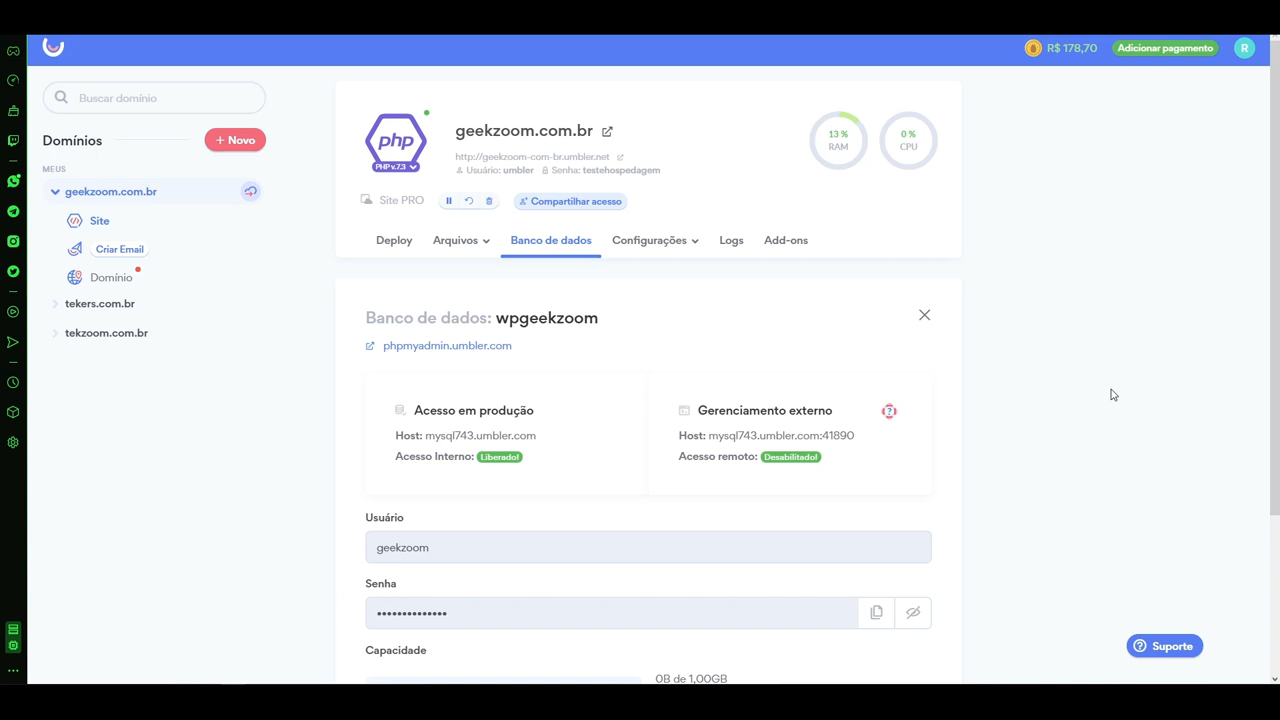 R$ 178,70
Adicionar pagamento
R
Buscar domínio
Domínios
+ Novo
MEUS
geekzoom.com.br
Site
Criar Email
Domínio
tekers.com.br
tekzoom.com.br
php
PHP v.7.3
geekzoom.com.br
http://geekzoom-com-br.umbler.net
Usuário: umbler Senha: testehospedagem
13 %
RAM
0 %
CPU
Site PRO
Compartilhar acesso
Deploy Arquivos Banco de dados Configurações Logs Add-ons
Banco de dados: wpgeekzoom
phpmyadmin.umbler.com
Acesso em produção
Host: mysql743.umbler.com
Acesso Interno: Liberado!
Gerenciamento externo
?
Host: mysql743.umbler.com:41890
Acesso remoto: Desabilitado!
Usuário
geekzoom
Senha
••••••••••••••
Capacidade
0B de 1,00GB
? Suporte